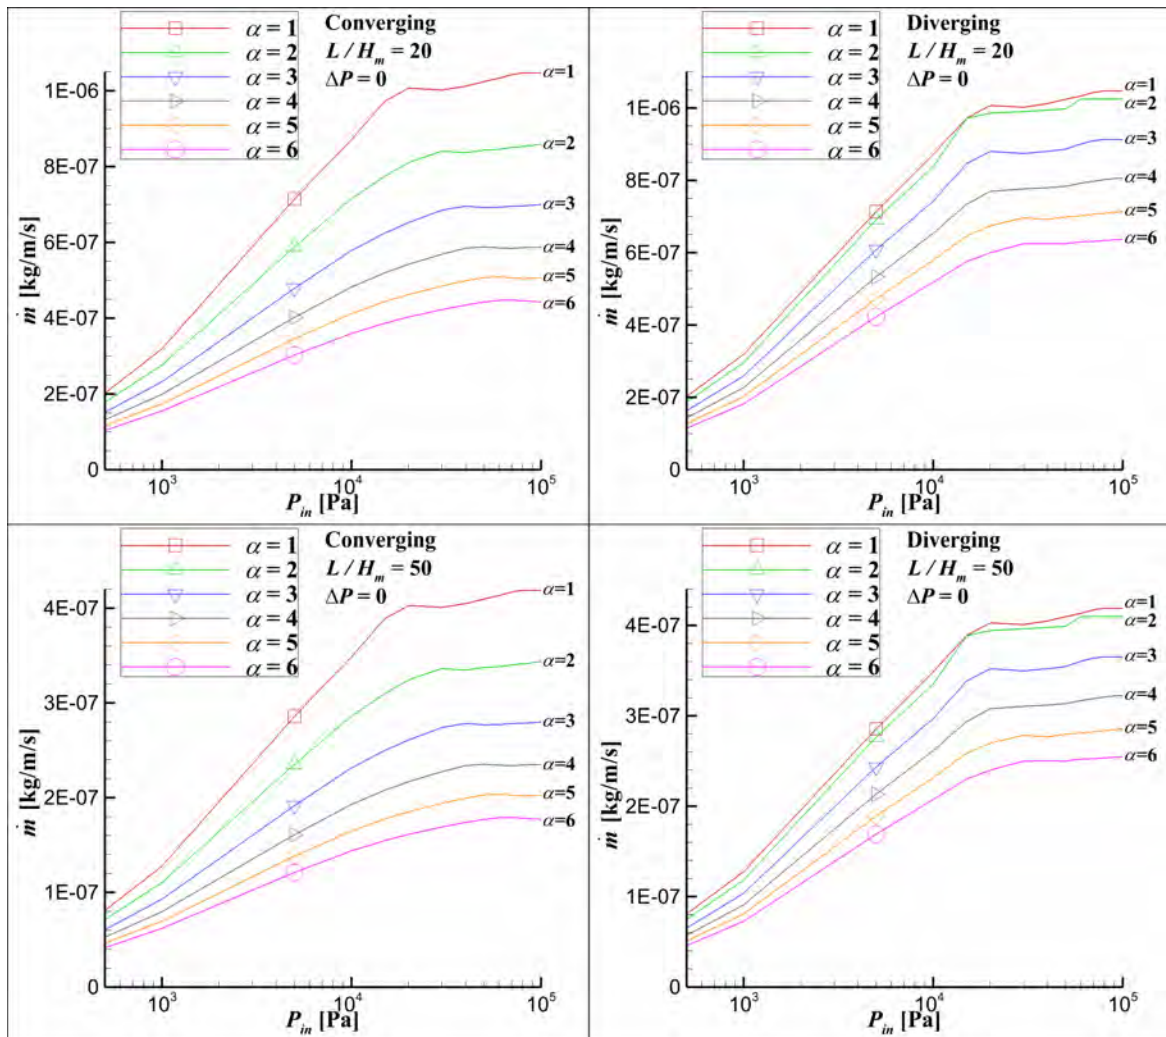 α = 1
α = 2
α = 3
α = 4
α = 5
α = 6
Converging
L / Hm = 20
ΔP = 0
α=1
α=2
α=3
α=4
α=5
α=6
1E-06
8E-07
6E-07
4E-07
2E-07
0
ṁ [kg/m/s]
10³
10⁴
10⁵
Pin [Pa]
α = 1
α = 2
α = 3
α = 4
α = 5
α = 6
Diverging
L / Hm = 20
ΔP = 0
α=1
α=2
α=3
α=4
α=5
α=6
1E-06
8E-07
6E-07
4E-07
2E-07
0
ṁ [kg/m/s]
10³
10⁴
10⁵
Pin [Pa]
α = 1
α = 2
α = 3
α = 4
α = 5
α = 6
Converging
L / Hm = 50
ΔP = 0
α=1
α=2
α=3
α=4
α=5
α=6
4E-07
3E-07
2E-07
1E-07
0
ṁ [kg/m/s]
10³
10⁴
10⁵
Pin [Pa]
α = 1
α = 2
α = 3
α = 4
α = 5
α = 6
Diverging
L / Hm = 50
ΔP = 0
α=1
α=2
α=3
α=4
α=5
α=6
4E-07
3E-07
2E-07
1E-07
0
ṁ [kg/m/s]
10³
10⁴
10⁵
Pin [Pa]